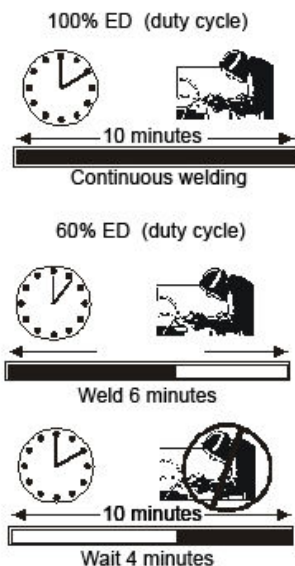 100% ED (duty cycle)
10 minutes
Continuous welding
60% ED (duty cycle)
Weld 6 minutes
10 minutes
Wait 4 minutes